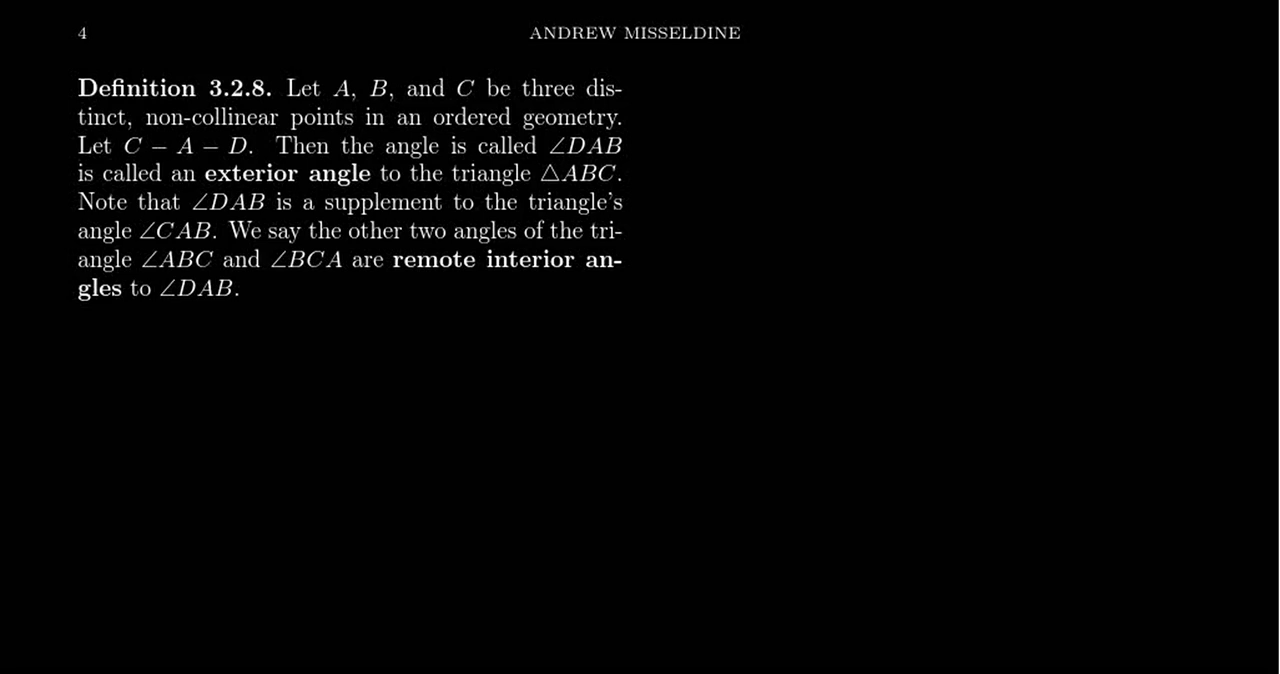 4
ANDREW MISSELDINE
Definition 3.2.8. Let A, B, and C be three dis-
tinct, non-collinear points in an ordered geometry.
Let C − A − D. Then the angle is called ∠DAB
is called an exterior angle to the triangle △ABC.
Note that ∠DAB is a supplement to the triangle's
angle ∠CAB. We say the other two angles of the tri-
angle ∠ABC and ∠BCA are remote interior an-
gles to ∠DAB.